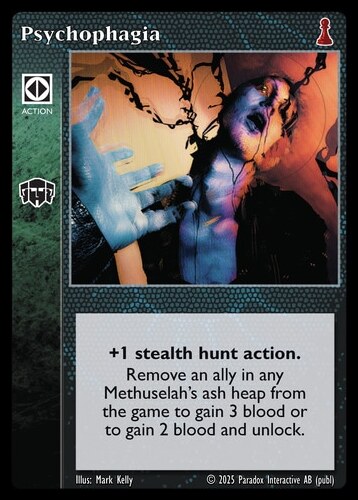 Psychophagia
ACTION
+1 stealth hunt action.
Remove an ally in any
Methuselah's ash heap from
the game to gain 3 blood or
to gain 2 blood and unlock.
Illus: Mark Kelly
© 2025 Paradox Interactive AB (publ)